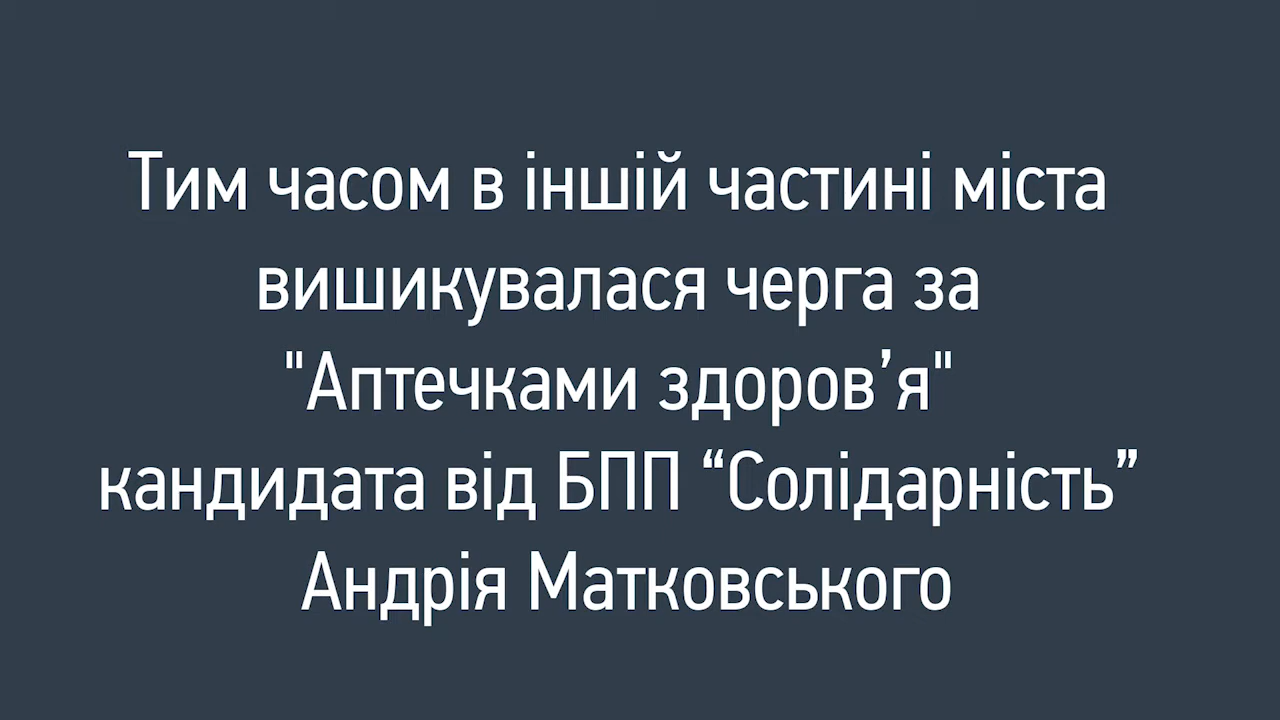 Тим часом в іншій частині міста
вишикувалася черга за
"Аптечками здоров’я"
кандидата від БПП “Солідарність”
Андрія Матковського